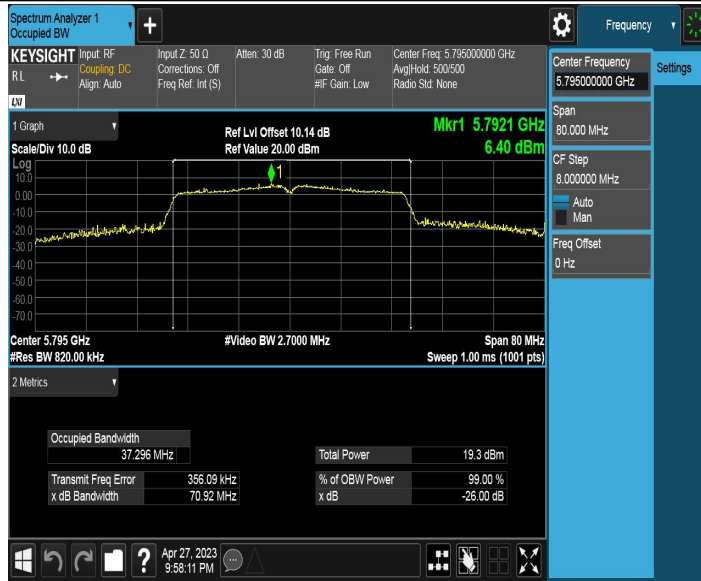 Spectrum Analyzer 1
Occupied BW
Frequency
KEYSIGHT
RL
LXI
Input: RF
Coupling: DC
Align: Auto
Input Z: 50 Ω
Corrections: Off
Freq Ref: Int (S)
Atten: 30 dB
Trig: Free Run
Gate: Off
#IF Gain: Low
Center Freq: 5.795000000 GHz
Avg|Hold: 500/500
Radio Std: None
Center Frequency
5.795000000 GHz
Settings
Span
80.000 MHz
CF Step
8.000000 MHz
Auto
Man
Freq Offset
0 Hz
1 Graph
Scale/Div 10.0 dB
Ref Lvl Offset 10.14 dB
Ref Value 20.00 dBm
Mkr1 5.7921 GHz
6.40 dBm
Log
10.0
0.00
-10.0
-20.0
-30.0
-40.0
-50.0
-60.0
-70.0
1
Center 5.795 GHz
#Res BW 820.00 kHz
#Video BW 2.7000 MHz
Span 80 MHz
Sweep 1.00 ms (1001 pts)
2 Metrics
Occupied Bandwidth
37.296 MHz
Total Power 19.3 dBm
Transmit Freq Error 356.09 kHz
% of OBW Power 99.00 %
x dB Bandwidth 70.92 MHz
x dB -26.00 dB
?
Apr 27, 2023
9:58:11 PM